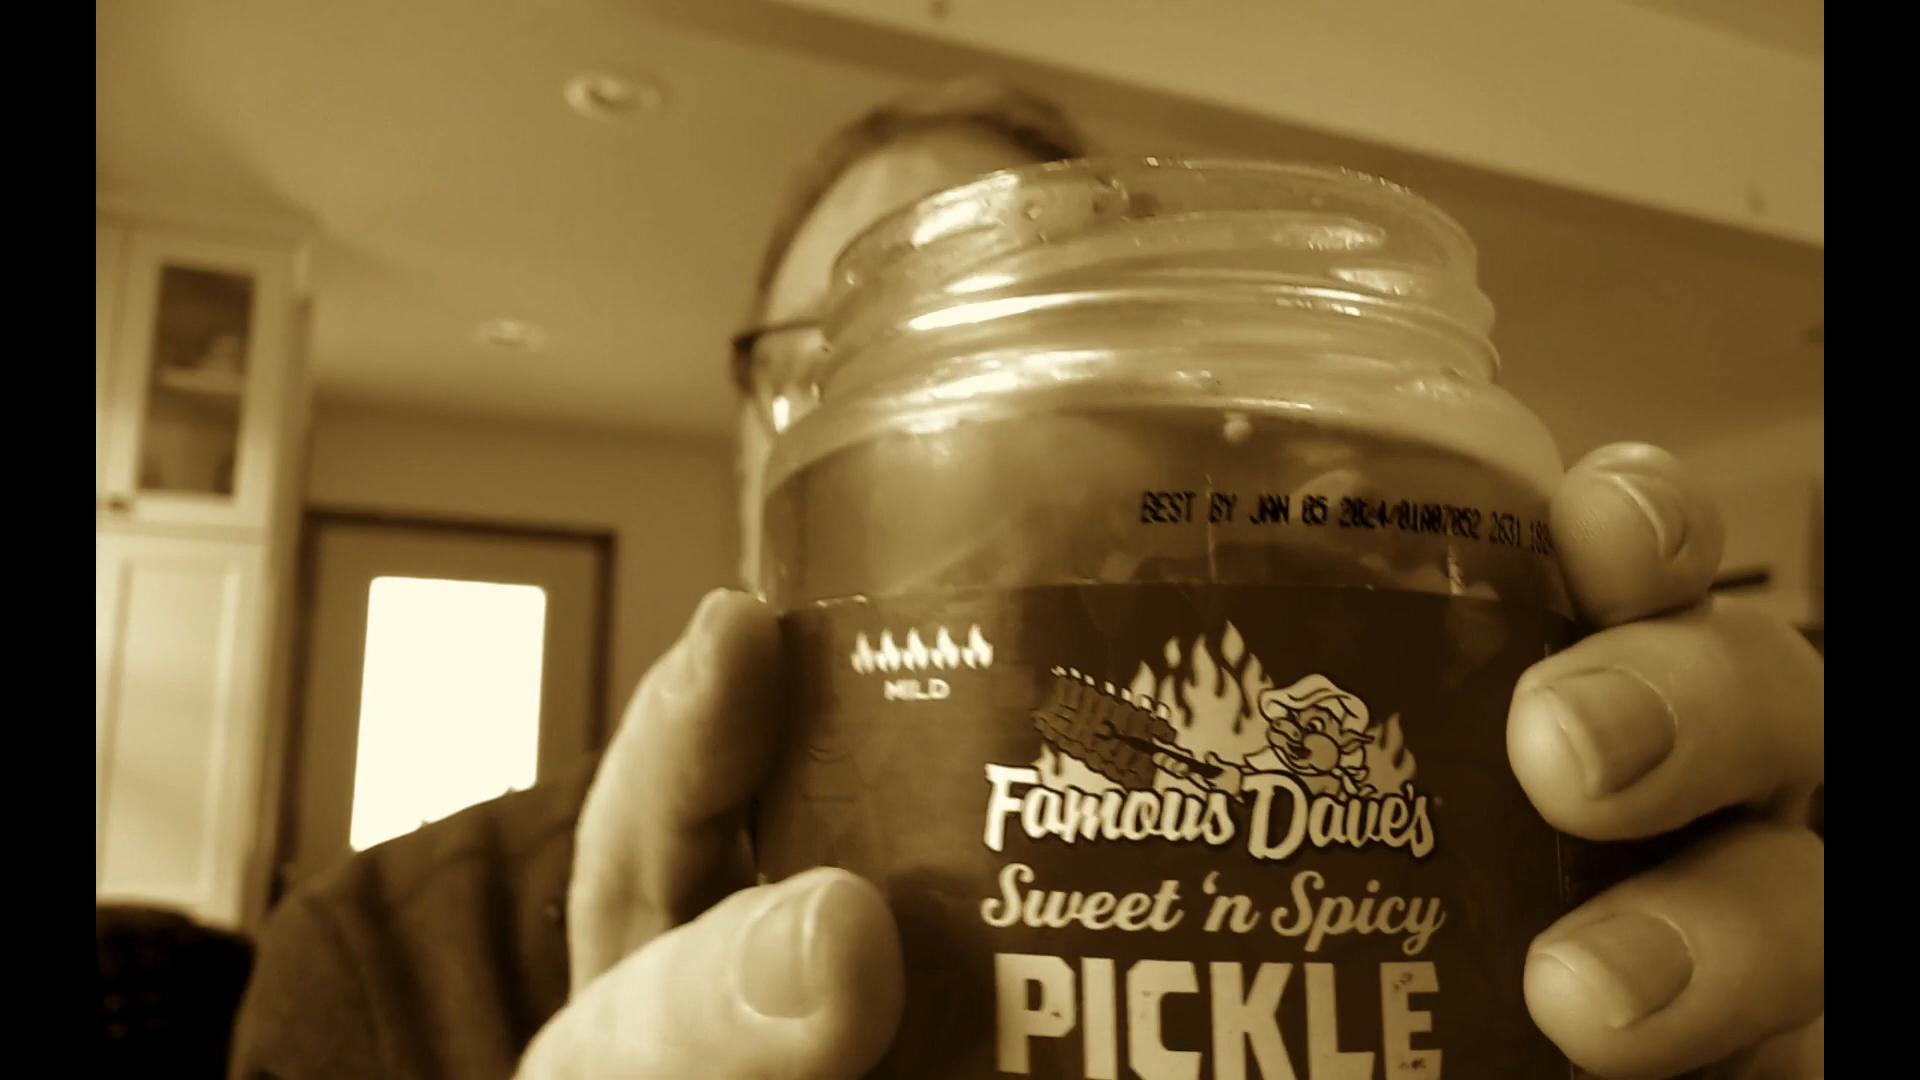 BEST BY JAN 05 2024/01A07052 2631
MILD
Famous Dave's
Sweet 'n Spicy
PICKLE